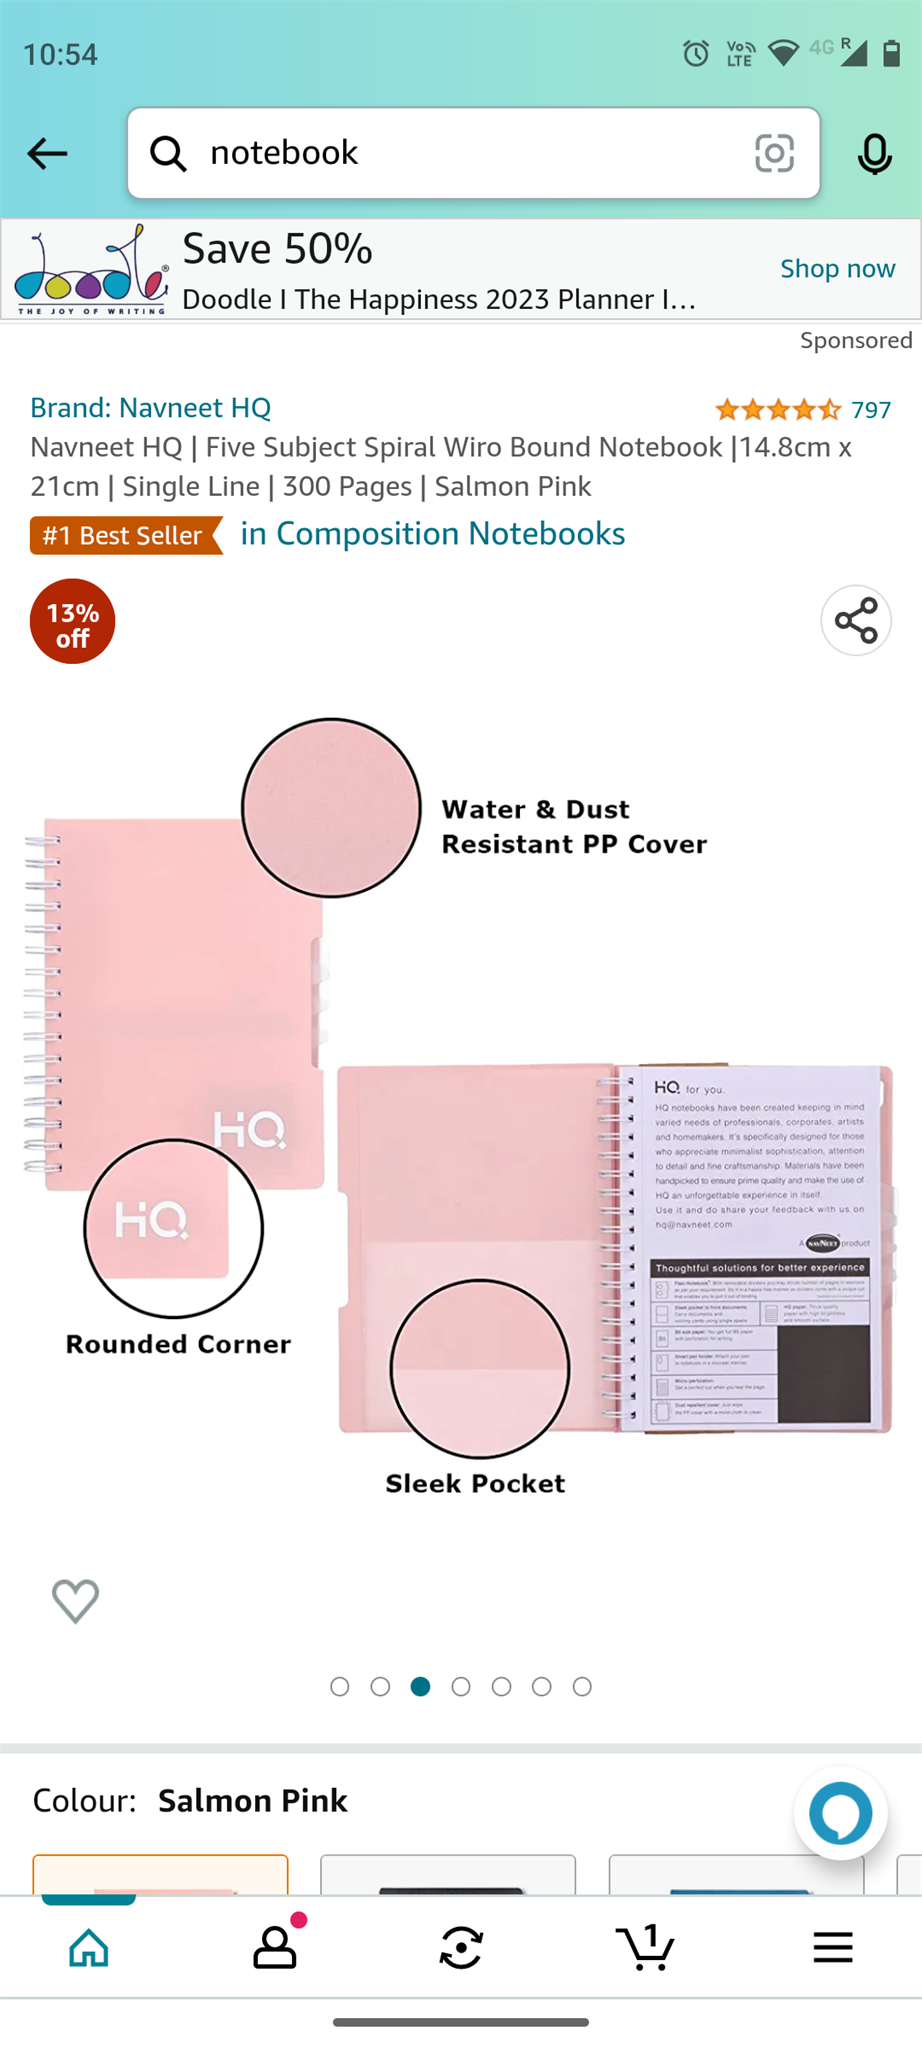 10:54
Vo)) LTE
4G R
notebook
doodle®
THE JOY OF WRITING
Save 50%
Doodle I The Happiness 2023 Planner I...
Shop now
Sponsored
Brand: Navneet HQ
797
Navneet HQ | Five Subject Spiral Wiro Bound Notebook |14.8cm x
21cm | Single Line | 300 Pages | Salmon Pink
#1 Best Seller
in Composition Notebooks
13%
off
Water & Dust
Resistant PP Cover
HQ
HQ
Rounded Corner
HQ for you.
HQ notebooks have been created keeping in mind
varied needs of professionals, corporates, artists
and homemakers. It's specifically designed for those
who appreciate minimalist sophistication, attention
to detail and fine craftsmanship. Materials have been
handpicked to ensure prime quality and make the use of
HQ an unforgettable experience in itself.
Use it and do share your feedback with us on
hq@navneet.com
A NAVNEET product
Thoughtful solutions for better experience
Sleek Pocket
Colour: Salmon Pink
1